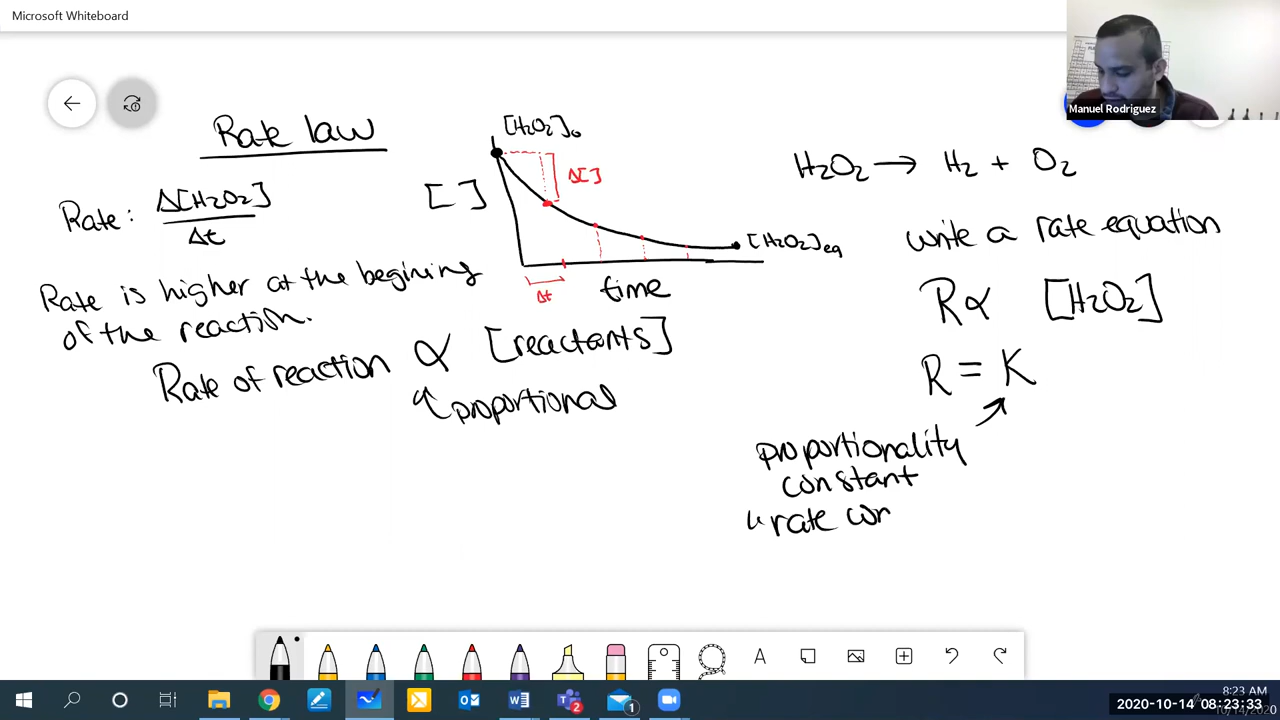 Microsoft Whiteboard
Manuel Rodriguez
Rate law
Rate: Δ[H2O2]
Δt
Rate is higher at the begining
of the reaction.
Rate of reaction ∝ [reactants]
proportional
[H2O2]o
[ ]
Δ[]
[H2O2]eq
Δt
time
H2O2 → H2 + O2
write a rate equation
R ∝ [H2O2]
R = K
proportionality
constant
"rate con
A
2
1
8:23 AM
2020-10-14 08:23:33